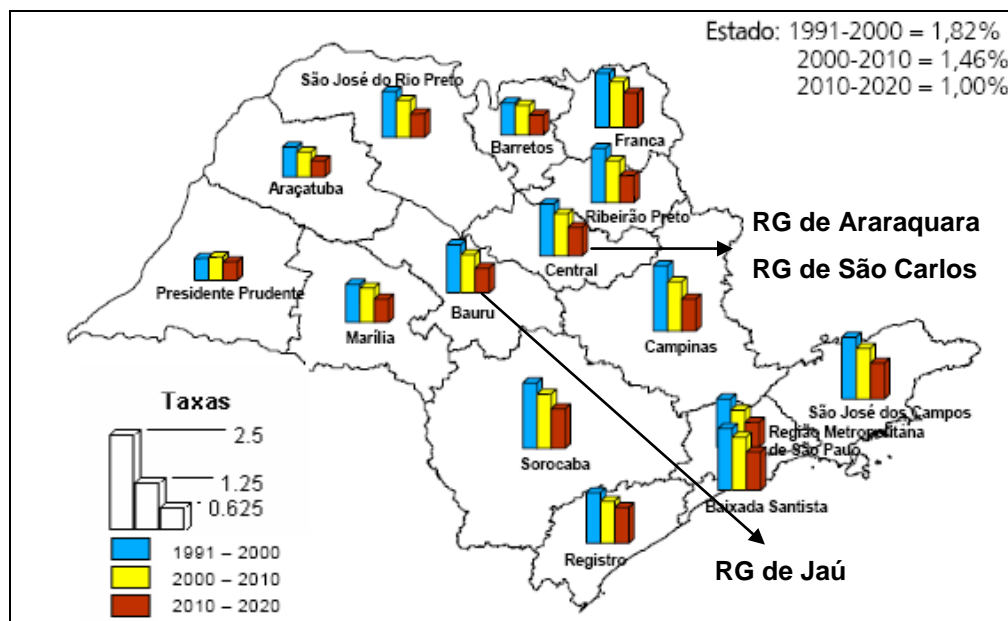 Estado: 1991-2000 = 1,82%
2000-2010 = 1,46%
2010-2020 = 1,00%
São José do Rio Preto
Barretos
Franca
Araçatuba
Ribeirão Preto
RG de Araraquara
Central
RG de São Carlos
Presidente Prudente
Bauru
Marília
Campinas
Taxas
2.5
1.25
0.625
São José dos Campos
Região Metropolitana
de São Paulo
Sorocaba
Baixada Santista
Registro
RG de Jaú
1991 – 2000
2000 – 2010
2010 – 2020